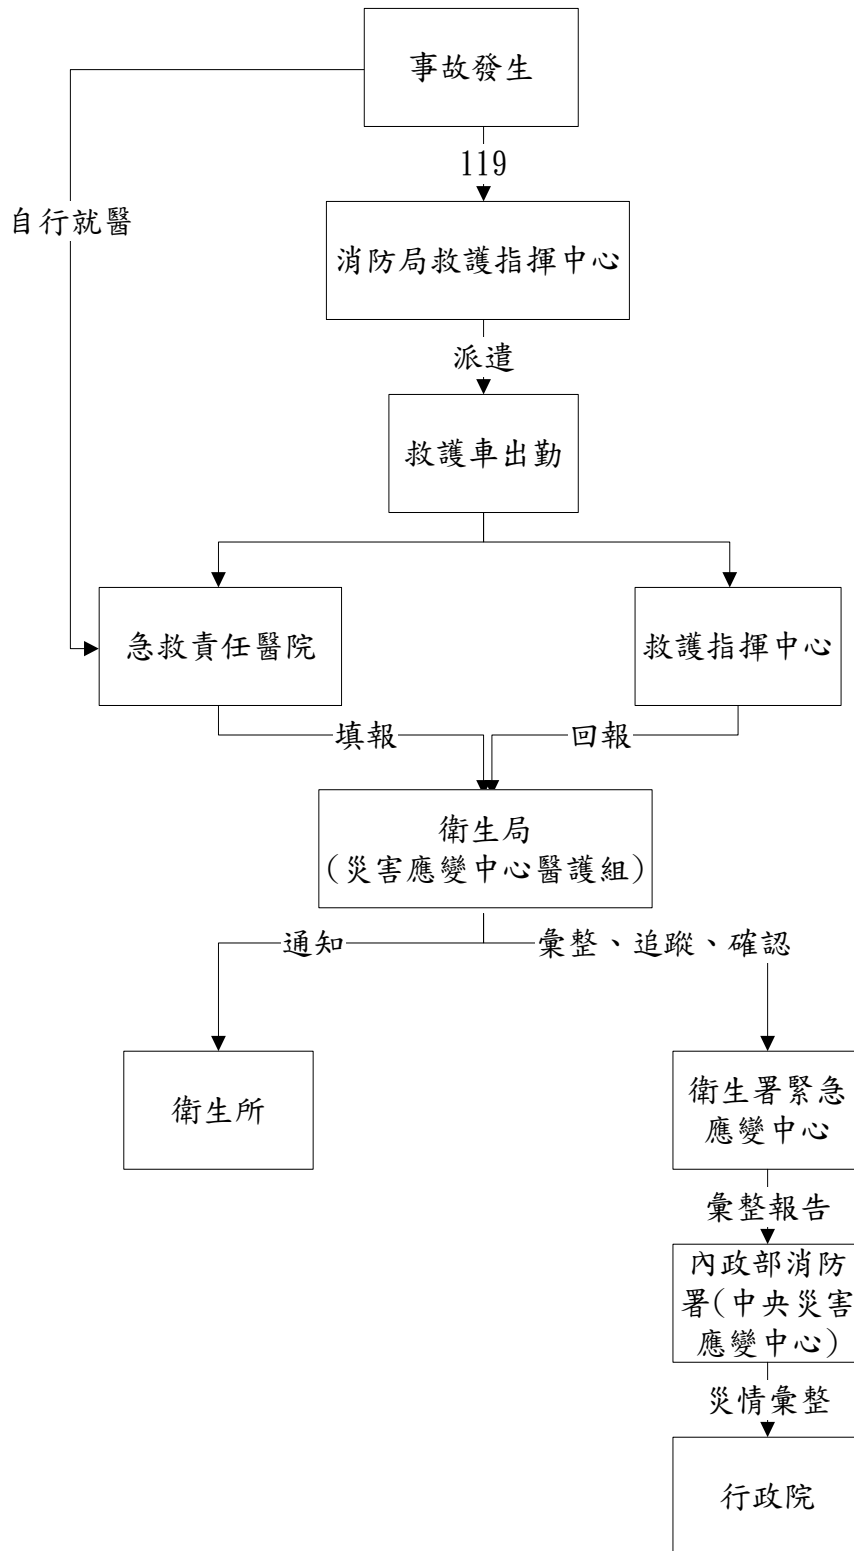 事故發生
119
自行就醫
消防局救護指揮中心
派遣
救護車出勤
急救責任醫院
救護指揮中心
填報
回報
衛生局
(災害應變中心醫護組)
通知
彙整、追蹤、確認
衛生所
衛生署緊急
應變中心
彙整報告
內政部消防
署(中央災害
應變中心)
災情彙整
行政院